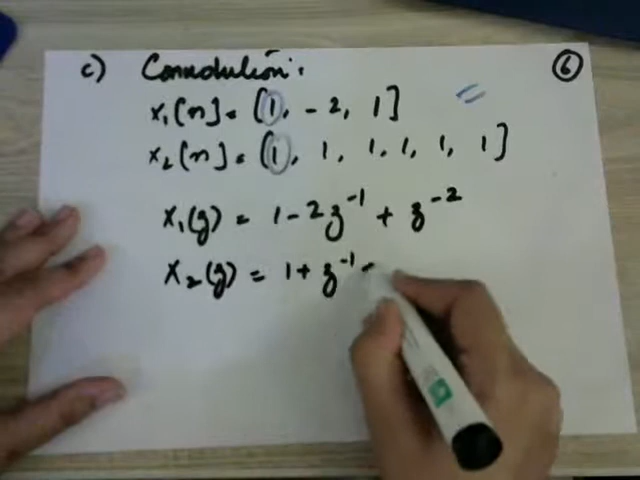 c) Convolution:
6
x₁[n] = [1, -2, 1]
x₂[n] = [1, 1, 1, 1, 1, 1]
X₁(z) = 1 - 2z⁻¹ + z⁻²
X₂(z) = 1 + z⁻¹